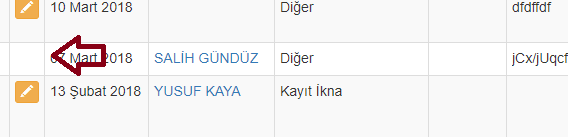 10 Mart 2018 Diğer dfdffdf
07 Mart 2018 SALİH GÜNDÜZ Diğer jCx/jUqcf
13 Şubat 2018 YUSUF KAYA Kayıt İkna